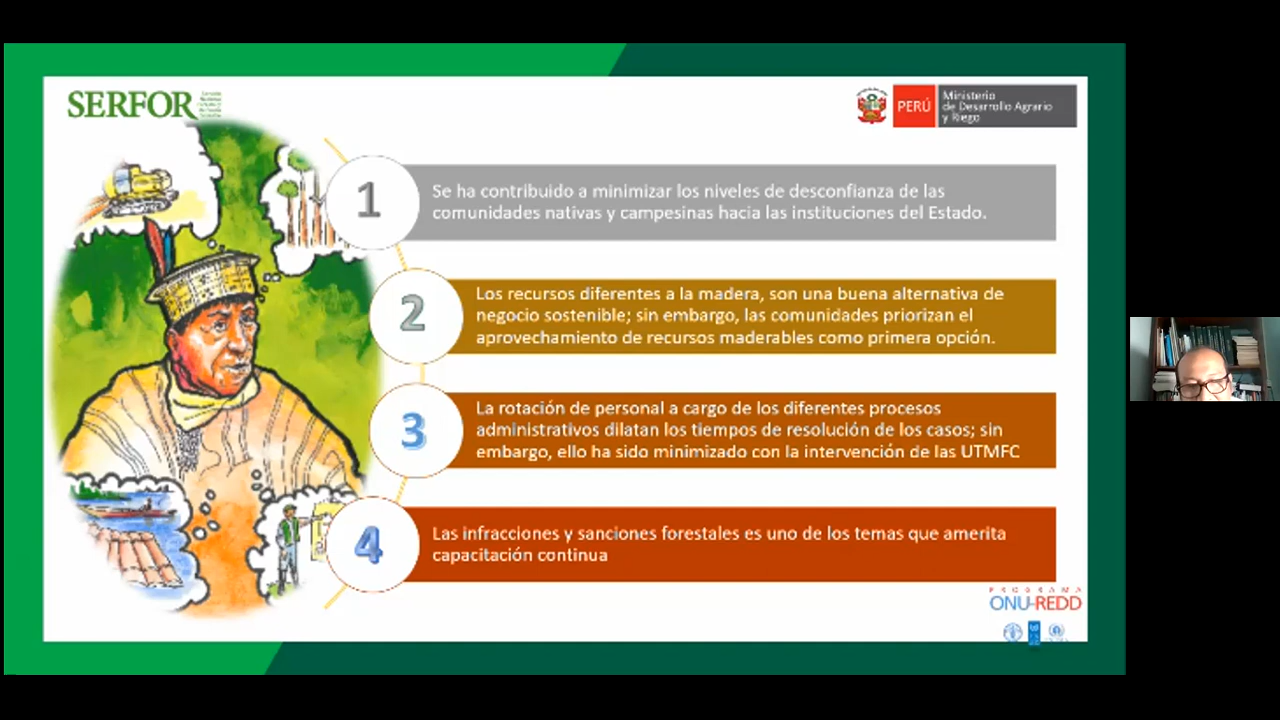 SERFOR
PERÚ
Ministerio
de Desarrollo Agrario
y Riego
1
Se ha contribuido a minimizar los niveles de desconfianza de las
comunidades nativas y campesinas hacia las instituciones del Estado.
2
Los recursos diferentes a la madera, son una buena alternativa de
negocio sostenible; sin embargo, las comunidades priorizan el
aprovechamiento de recursos maderables como primera opción.
3
La rotación de personal a cargo de los diferentes procesos
administrativos dilatan los tiempos de resolución de los casos; sin
embargo, ello ha sido minimizado con la intervención de las UTMFC
4
Las infracciones y sanciones forestales es uno de los temas que amerita
capacitación continua
PROGRAMA
ONU-REDD